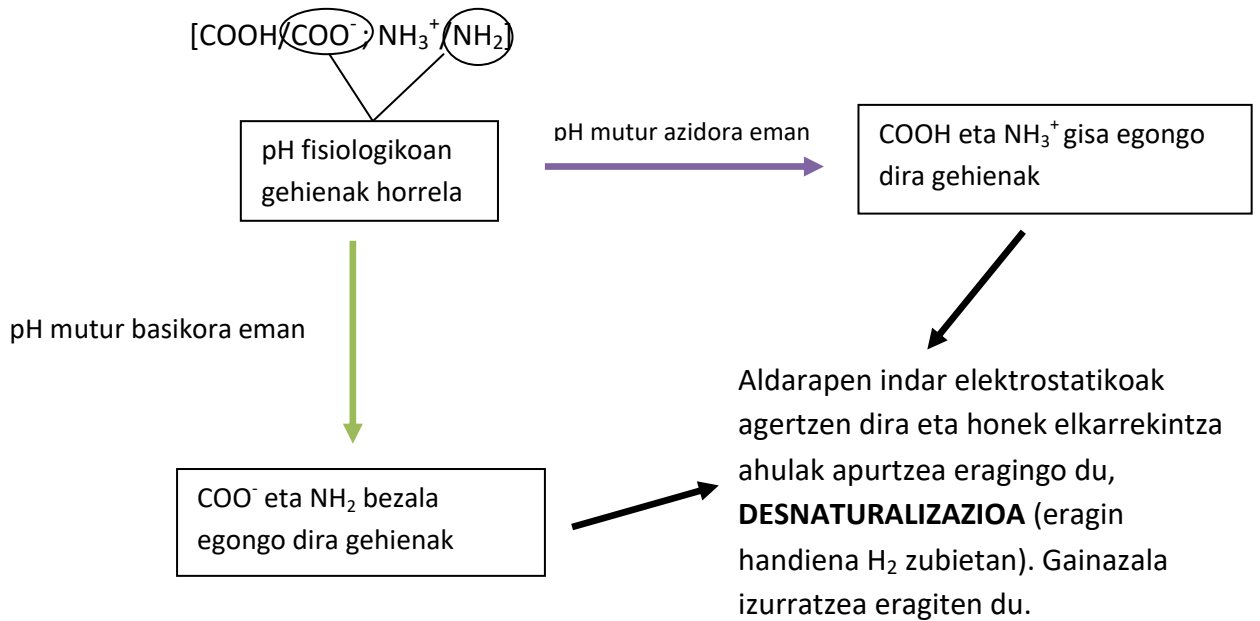 [COOH/COO⁻; NH₃⁺/NH₂]
pH fisiologikoan
gehienak horrela
pH mutur azidora eman
COOH eta NH₃⁺ gisa egongo
dira gehienak
pH mutur basikora eman
COO⁻ eta NH₂ bezala
egongo dira gehienak
Aldarapen indar elektrostatikoak
agertzen dira eta honek elkarrekintza
ahulak apurtzea eragingo du,
DESNATURALIZAZIOA (eragin
handiena H₂ zubietan). Gainazala
izurratzea eragiten du.